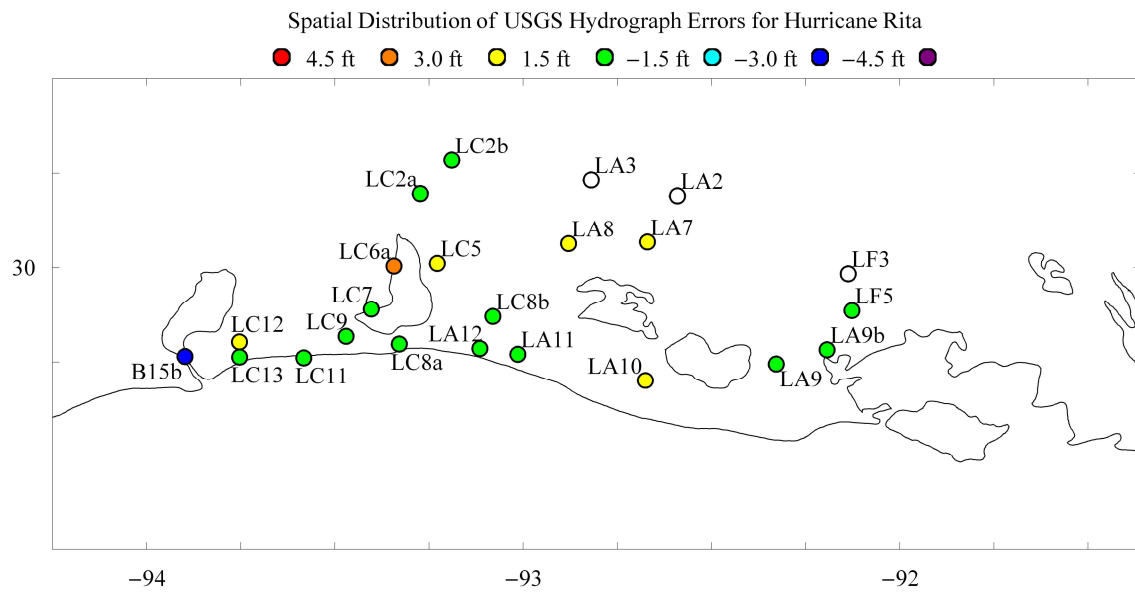 Spatial Distribution of USGS Hydrograph Errors for Hurricane Rita
4.5 ft 3.0 ft 1.5 ft −1.5 ft −3.0 ft −4.5 ft
LC2b
LA3
LC2a
LA2
LA8
LA7
LC6a
LC5
LF3
30
LC7
LC8b
LF5
LC12
LC9
LA12
LA11
LA9b
B15b
LC13
LC11
LC8a
LA10
LA9
−94
−93
−92